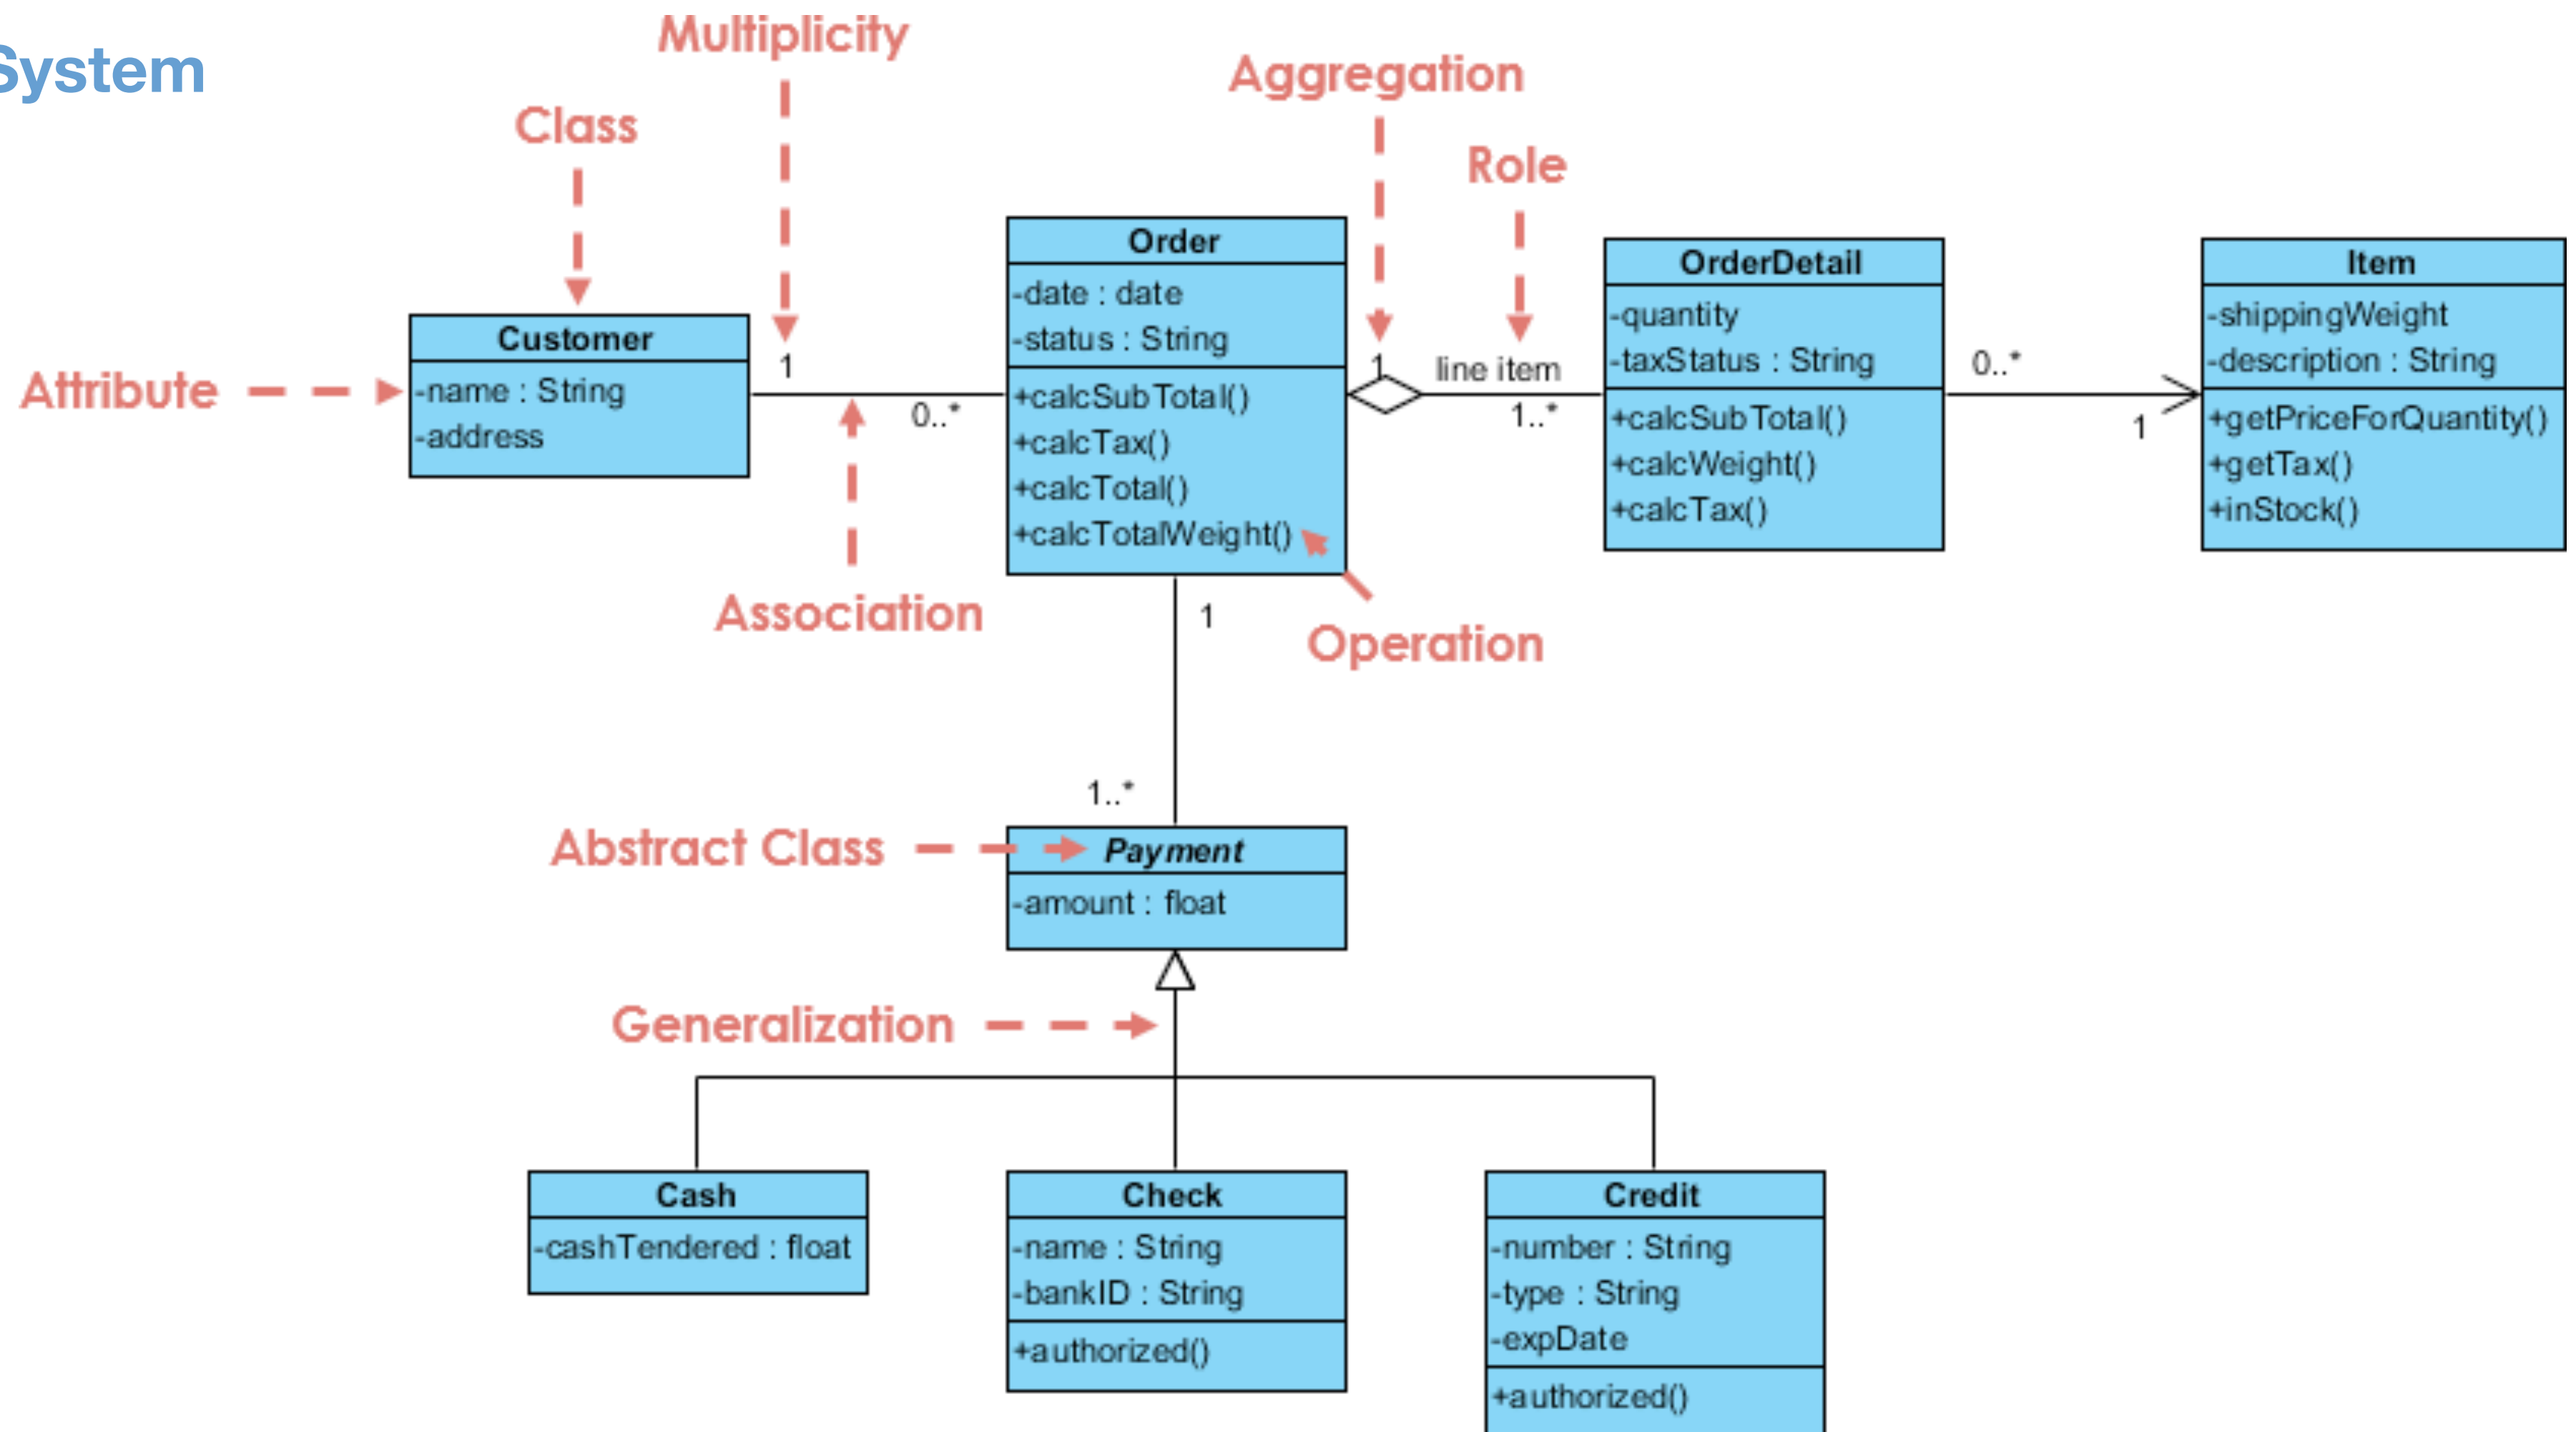 System
Multiplicity
Aggregation
Class
Role
Attribute
Customer
-name : String
-address
1
0..*
Association
Order
-date : date
-status : String
+calcSubTotal()
+calcTax()
+calcTotal()
+calcTotalWeight()
Operation
1
line item
1..*
OrderDetail
-quantity
-taxStatus : String
+calcSubTotal()
+calcWeight()
+calcTax()
0..*
1
Item
-shippingWeight
-description : String
+getPriceForQuantity()
+getTax()
+inStock()
1
1..*
Abstract Class
Payment
-amount : float
Generalization
Cash
-cashTendered : float
Check
-name : String
-bankID : String
+authorized()
Credit
-number : String
-type : String
-expDate
+authorized()